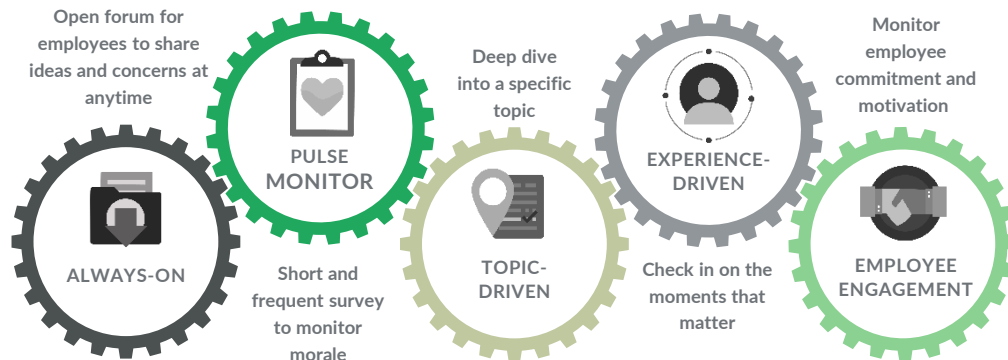 Open forum for
employees to share
ideas and concerns at
anytime
ALWAYS-ON
PULSE
MONITOR
Short and
frequent survey
to monitor
morale
Deep dive
into a specific
topic
TOPIC-
DRIVEN
EXPERIENCE-
DRIVEN
Check in on the
moments that
matter
Monitor
employee
commitment and
motivation
EMPLOYEE
ENGAGEMENT